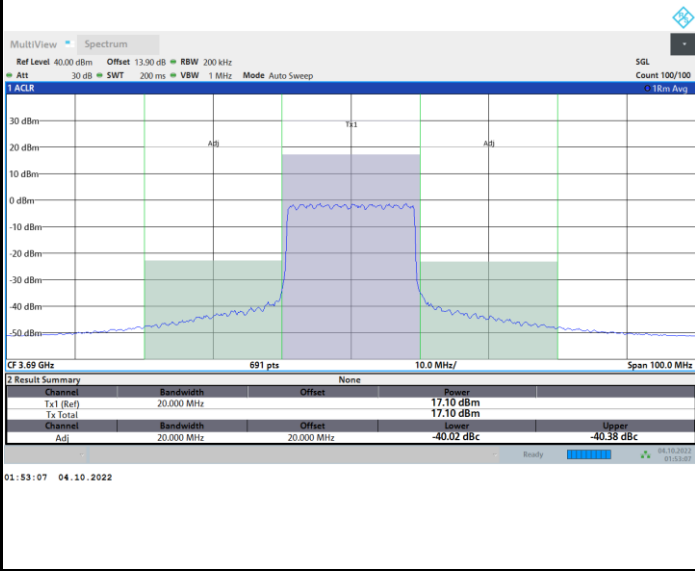 MultiView Spectrum
Ref Level 40.00 dBm Offset 13.90 dB RBW 200 kHz SGL
Att 30 dB SWT 200 ms VBW 1 MHz Mode Auto Sweep Count 100/100
1 ACLR 1Rm Avg
30 dBm
Tx1
20 dBm
Adj Adj
10 dBm
0 dBm
-10 dBm
-20 dBm
-30 dBm
-40 dBm
-50 dBm
CF 3.69 GHz 691 pts 10.0 MHz/ Span 100.0 MHz
2 Result Summary None
Channel Bandwidth Offset Power
Tx1 (Ref) 20.000 MHz 17.10 dBm
Tx Total 17.10 dBm
Channel Bandwidth Offset Lower Upper
Adj 20.000 MHz 20.000 MHz -40.02 dBc -40.38 dBc
Ready 04.10.2022
01:53:07
01:53:07 04.10.2022